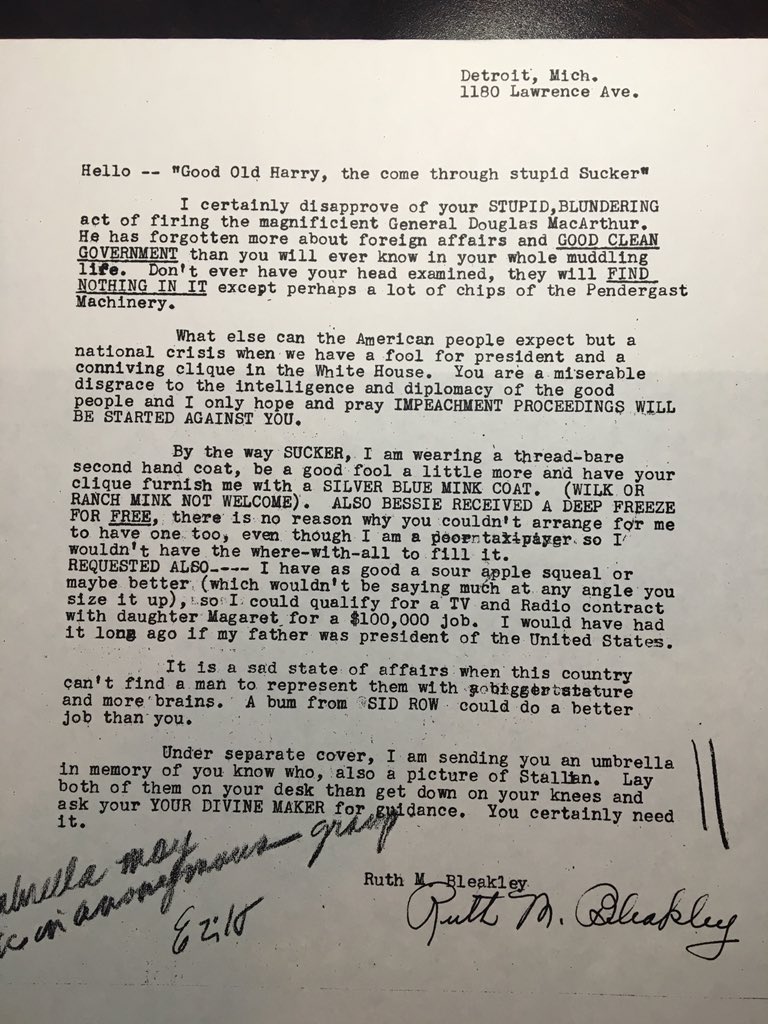 Detroit, Mich.
1180 Lawrence Ave.
Hello -- "Good Old Harry, the come through stupid Sucker"
I certainly disapprove of your STUPID,BLUNDERING
act of firing the magnificient General Douglas MacArthur.
He has forgotten more about foreign affairs and GOOD CLEAN
GOVERNMENT than you will ever know in your whole muddling
life. Don't ever have your head examined, they will FIND
NOTHING IN IT except perhaps a lot of chips of the Pendergast
Machinery.
What else can the American people expect but a
national crisis when we have a fool for president and a
conniving clique in the White House. You are a miserable
disgrace to the intelligence and diplomacy of the good
people and I only hope and pray IMPEACHMENT PROCEEDINGS WILL
BE STARTED AGAINST YOU.
By the way SUCKER, I am wearing a thread-bare
second hand coat, be a good fool a little more and have your
clique furnish me with a SILVER BLUE MINK COAT. (WILK OR
RANCH MINK NOT WELCOME). ALSO BESSIE RECEIVED A DEEP FREEZE
FOR FREE, there is no reason why you couldn't arrange for me
to have one too, even though I am a poor taxpayer so I
wouldn't have the where-with-all to fill it.
REQUESTED ALSO---- I have as good a sour apple squeal or
maybe better (which wouldn't be saying much at any angle you
size it up), so I could qualify for a TV and Radio contract
with daughter Magaret for a $100,000 job. I would have had
it long ago if my father was president of the United States.
It is a sad state of affairs when this country
can't find a man to represent them with bigger stature
and more brains. A bum from SID ROW could do a better
job than you.
Under separate cover, I am sending you an umbrella
in memory of you know who, also a picture of Stallin. Lay
both of them on your desk than get down on your knees and
ask your YOUR DIVINE MAKER for guidance. You certainly need
it.
umbrella may
in anonymous group
Ruth M. Bleakley
Ruth M. Bleakley